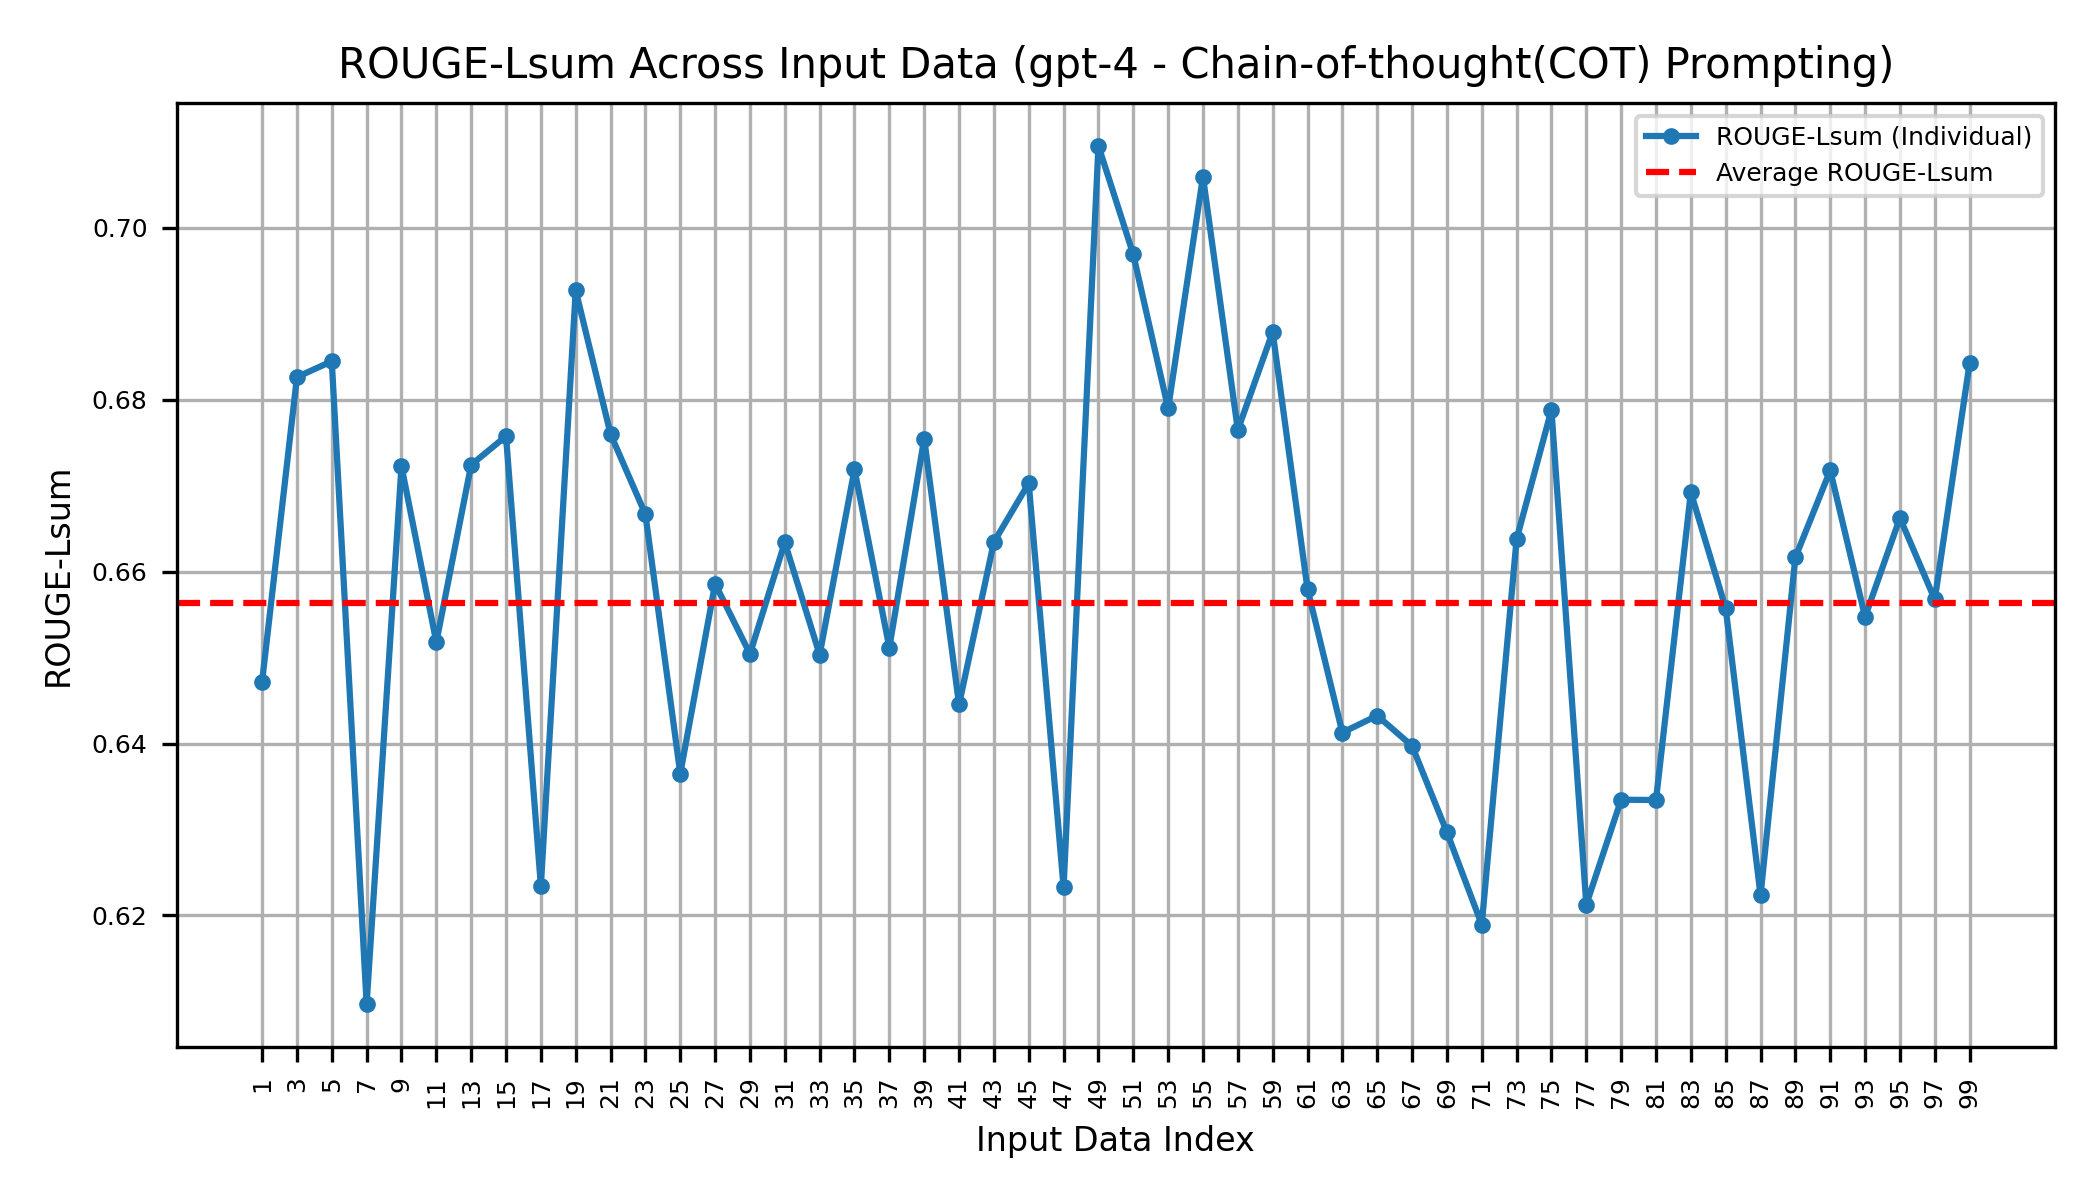 ROUGE-Lsum Across Input Data (gpt-4 - Chain-of-thought(COT) Prompting)
ROUGE-Lsum (Individual)
Average ROUGE-Lsum
ROUGE-Lsum
0.70
0.68
0.66
0.64
0.62
1 3 5 7 9 11 13 15 17 19 21 23 25 27 29 31 33 35 37 39 41 43 45 47 49 51 53 55 57 59 61 63 65 67 69 71 73 75 77 79 81 83 85 87 89 91 93 95 97 99
Input Data Index